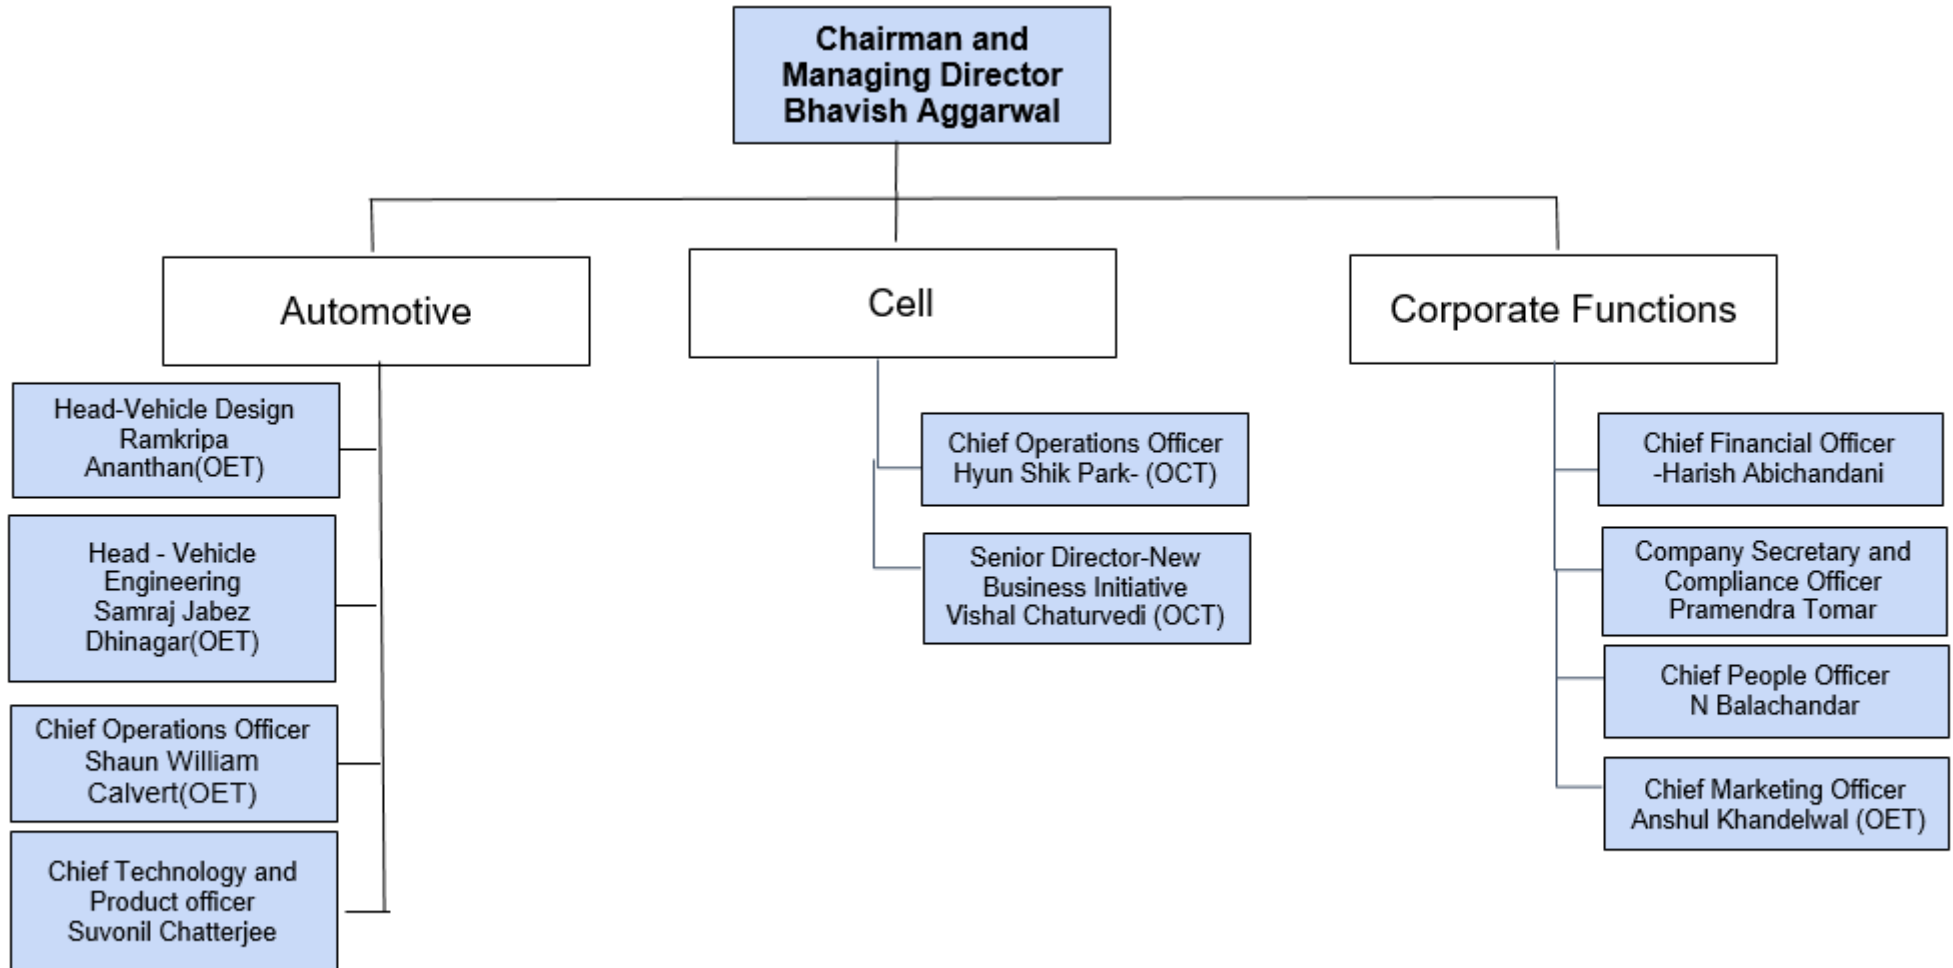 Chairman and
Managing Director
Bhavish Aggarwal
Automotive
Cell
Corporate Functions
Head-Vehicle Design
Ramkripa
Ananthan(OET)
Head - Vehicle
Engineering
Samraj Jabez
Dhinagar(OET)
Chief Operations Officer
Shaun William
Calvert(OET)
Chief Technology and
Product officer
Suvonil Chatterjee
Chief Operations Officer
Hyun Shik Park- (OCT)
Senior Director-New
Business Initiative
Vishal Chaturvedi (OCT)
Chief Financial Officer
-Harish Abichandani
Company Secretary and
Compliance Officer
Pramendra Tomar
Chief People Officer
N Balachandar
Chief Marketing Officer
Anshul Khandelwal (OET)